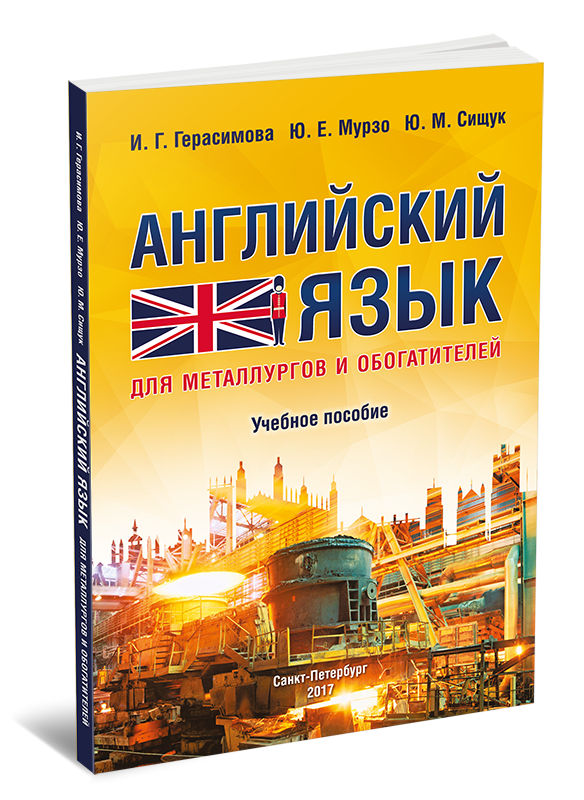 И. Г. Герасимова Ю. Е. Мурзо Ю. М. Сищук
АНГЛИЙСКИЙ
ЯЗЫК
ДЛЯ МЕТАЛЛУРГОВ И ОБОГАТИТЕЛЕЙ
Учебное пособие
Санкт-Петербург
2017
И. Г. Герасимова Ю. Е. Мурзо Ю. М. Сищук АНГЛИЙСКИЙ ЯЗЫК ДЛЯ МЕТАЛЛУРГОВ И ОБОГАТИТЕЛЕЙ